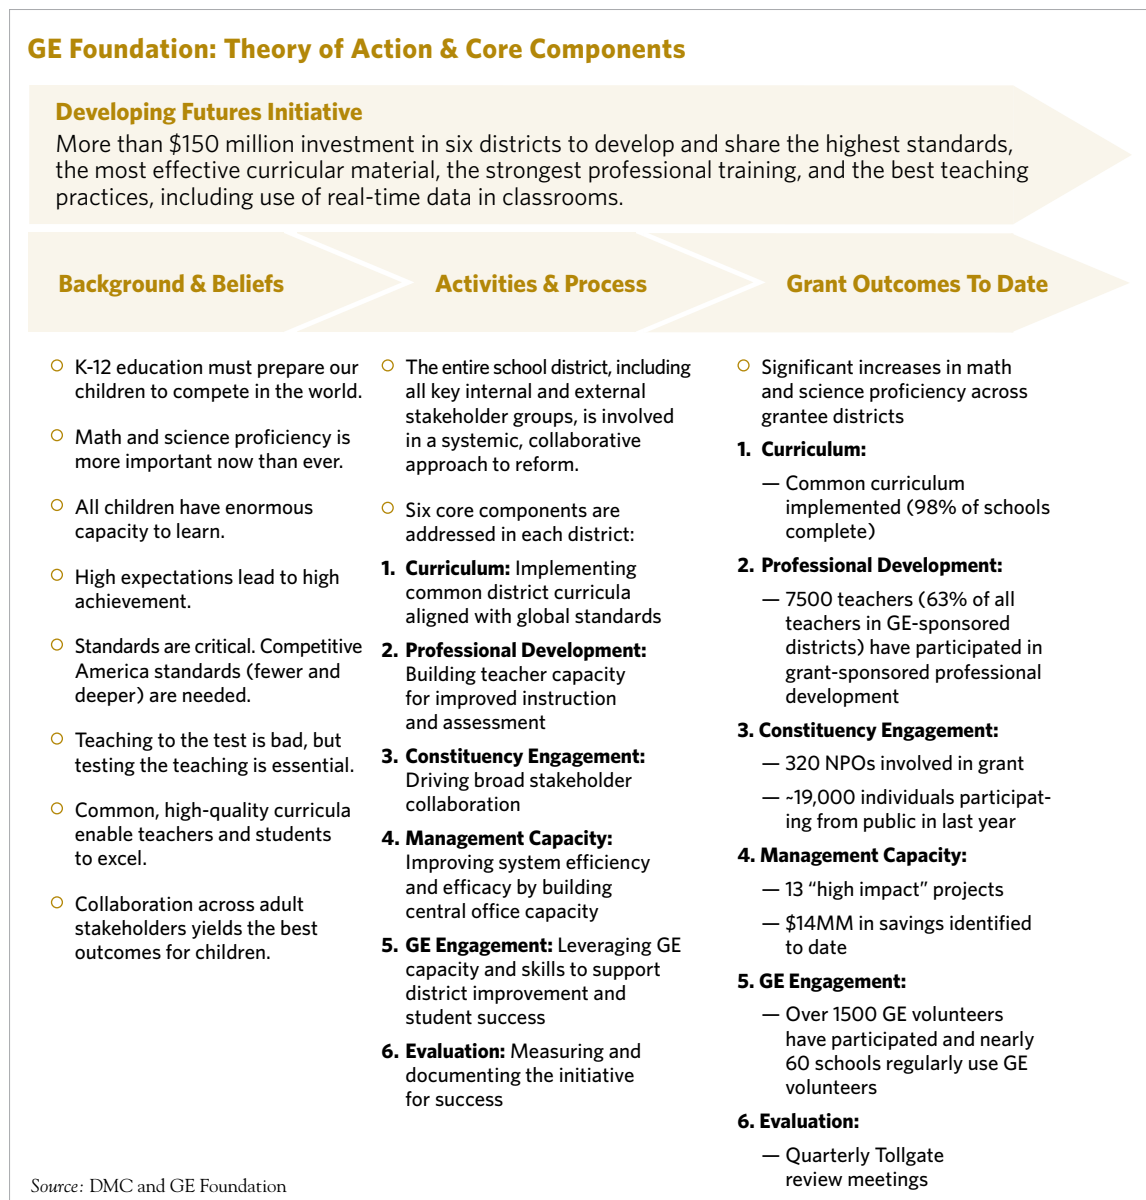 GE Foundation: Theory of Action & Core Components
Developing Futures Initiative
More than $150 million investment in six districts to develop and share the highest standards,
the most effective curricular material, the strongest professional training, and the best teaching
practices, including use of real-time data in classrooms.
Background & Beliefs
K-12 education must prepare our
children to compete in the world.
Math and science proficiency is
more important now than ever.
All children have enormous
capacity to learn.
High expectations lead to high
achievement.
Standards are critical. Competitive
America standards (fewer and
deeper) are needed.
Teaching to the test is bad, but
testing the teaching is essential.
Common, high-quality curricula
enable teachers and students
to excel.
Collaboration across adult
stakeholders yields the best
outcomes for children.
Activities & Process
The entire school district, including
all key internal and external
stakeholder groups, is involved
in a systemic, collaborative
approach to reform.
Six core components are
addressed in each district:
1. Curriculum: Implementing
common district curricula
aligned with global standards
2. Professional Development:
Building teacher capacity
for improved instruction
and assessment
3. Constituency Engagement:
Driving broad stakeholder
collaboration
4. Management Capacity:
Improving system efficiency
and efficacy by building
central office capacity
5. GE Engagement: Leveraging GE
capacity and skills to support
district improvement and
student success
6. Evaluation: Measuring and
documenting the initiative
for success
Grant Outcomes To Date
Significant increases in math
and science proficiency across
grantee districts
1. Curriculum:
— Common curriculum
implemented (98% of schools
complete)
2. Professional Development:
— 7500 teachers (63% of all
teachers in GE-sponsored
districts) have participated in
grant-sponsored professional
development
3. Constituency Engagement:
— 320 NPOs involved in grant
— ~19,000 individuals participat-
ing from public in last year
4. Management Capacity:
— 13 “high impact” projects
— $14MM in savings identified
to date
5. GE Engagement:
— Over 1500 GE volunteers
have participated and nearly
60 schools regularly use GE
volunteers
6. Evaluation:
— Quarterly Tollgate
review meetings
Source: DMC and GE Foundation